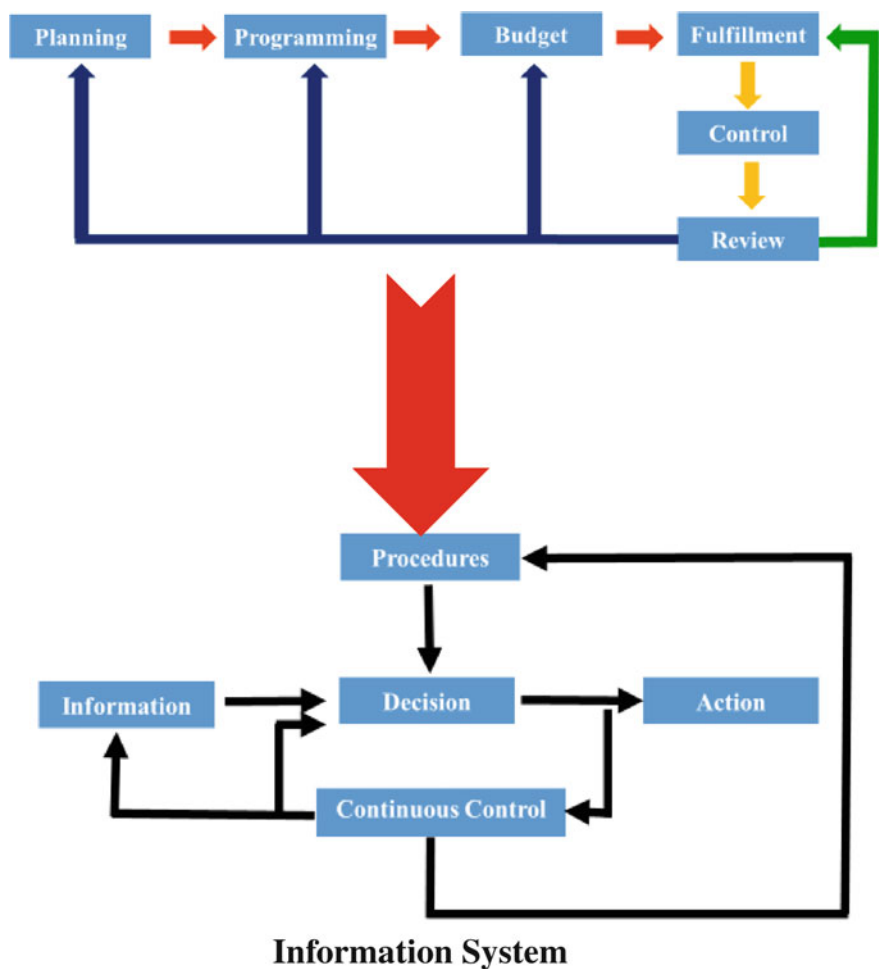 Planning
Programming
Budget
Fulfillment
Control
Review
Procedures
Information
Decision
Action
Continuous Control
Information System